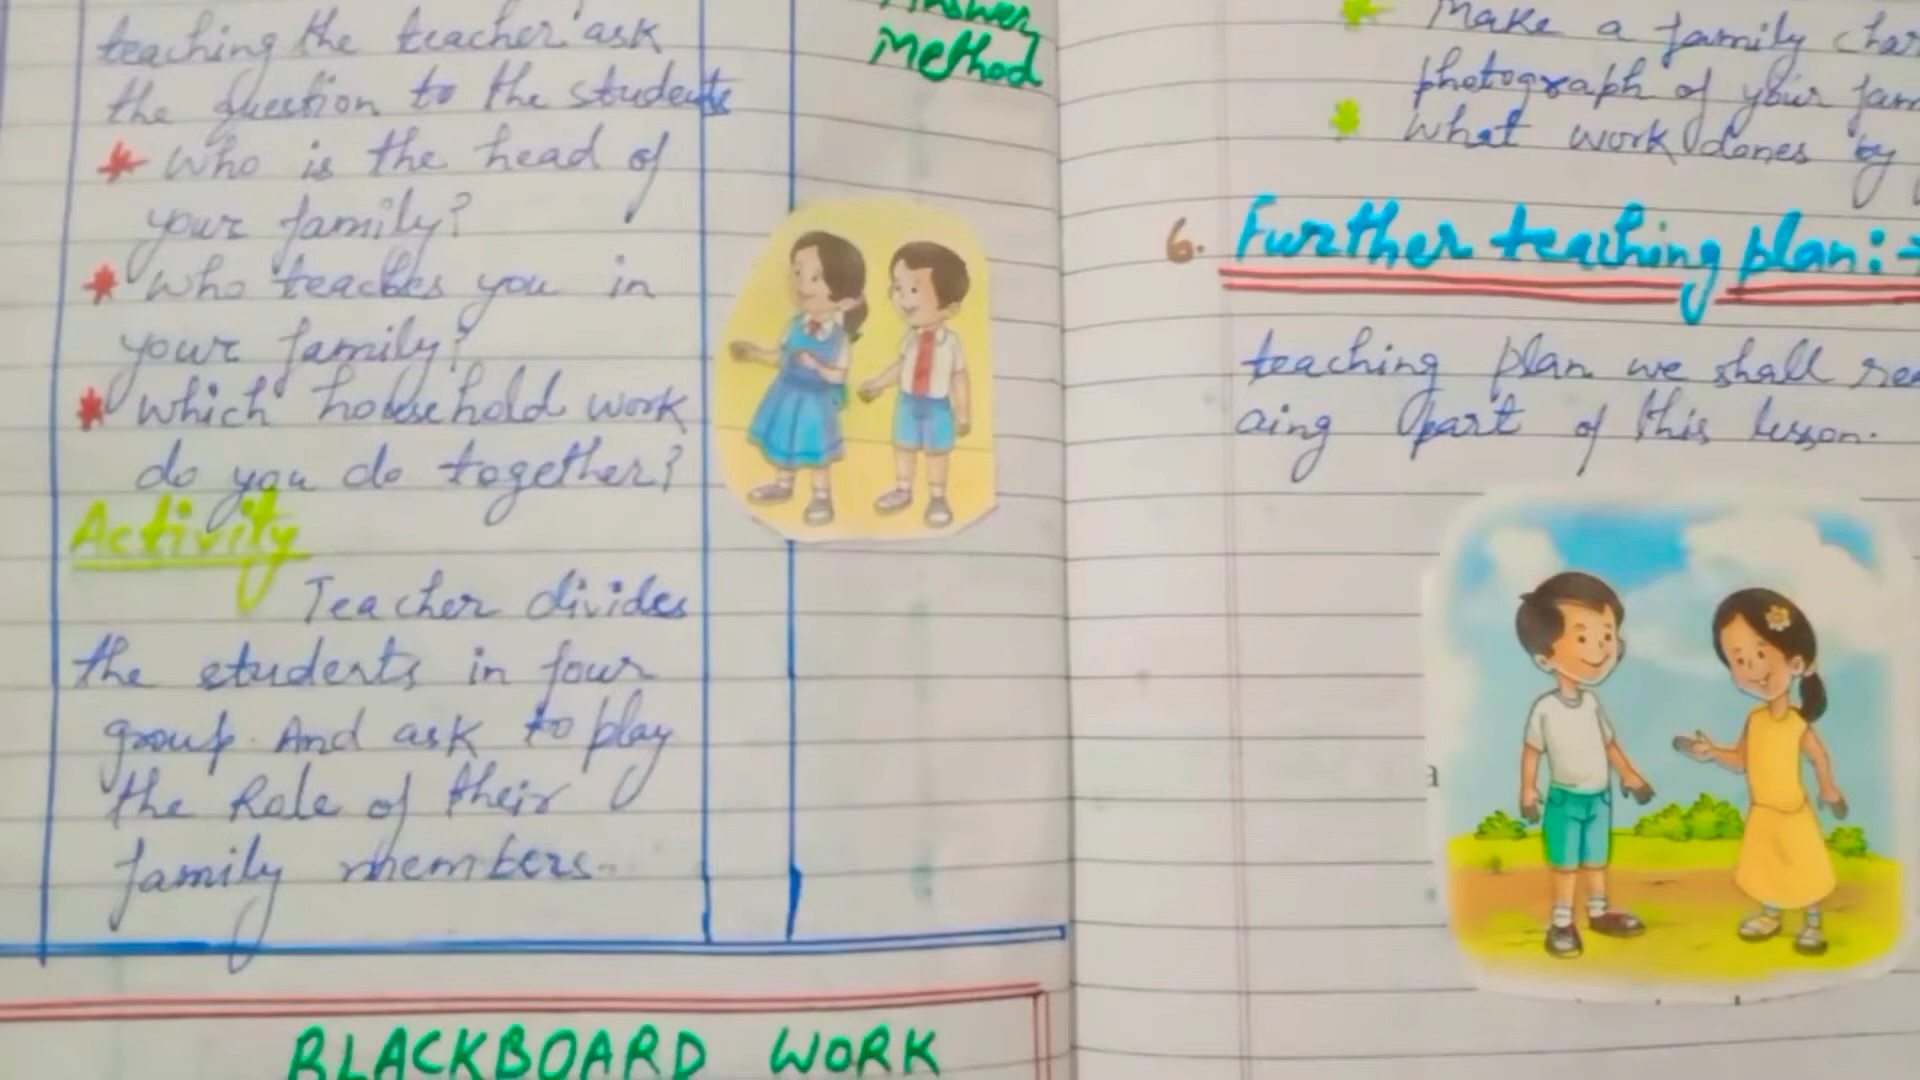 teaching the teacher ask
the question to the students
* Who is the head of
your family?
* Who teaches you in
your family?
* Which household work
do you do together?
Activity
Teacher divides
the students in four
group. And ask to play
the Role of their
family members.
Answer
Method
BLACKBOARD WORK
* Make a family
photograph of your
* What work dones by
6. Further teaching plan:-
teaching plan we shall
aing part of this lesson.
a